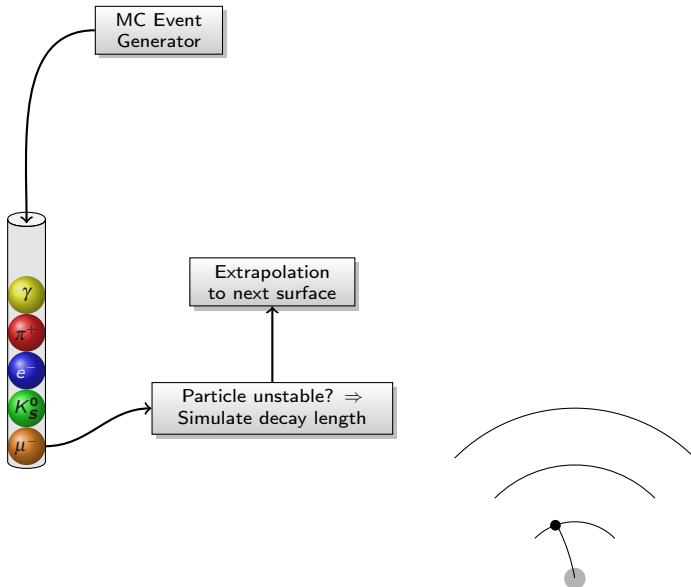 MC Event
Generator
γ
π⁺
e⁻
K⁰ₛ
μ⁻
Extrapolation
to next surface
Particle unstable? ⇒
Simulate decay length